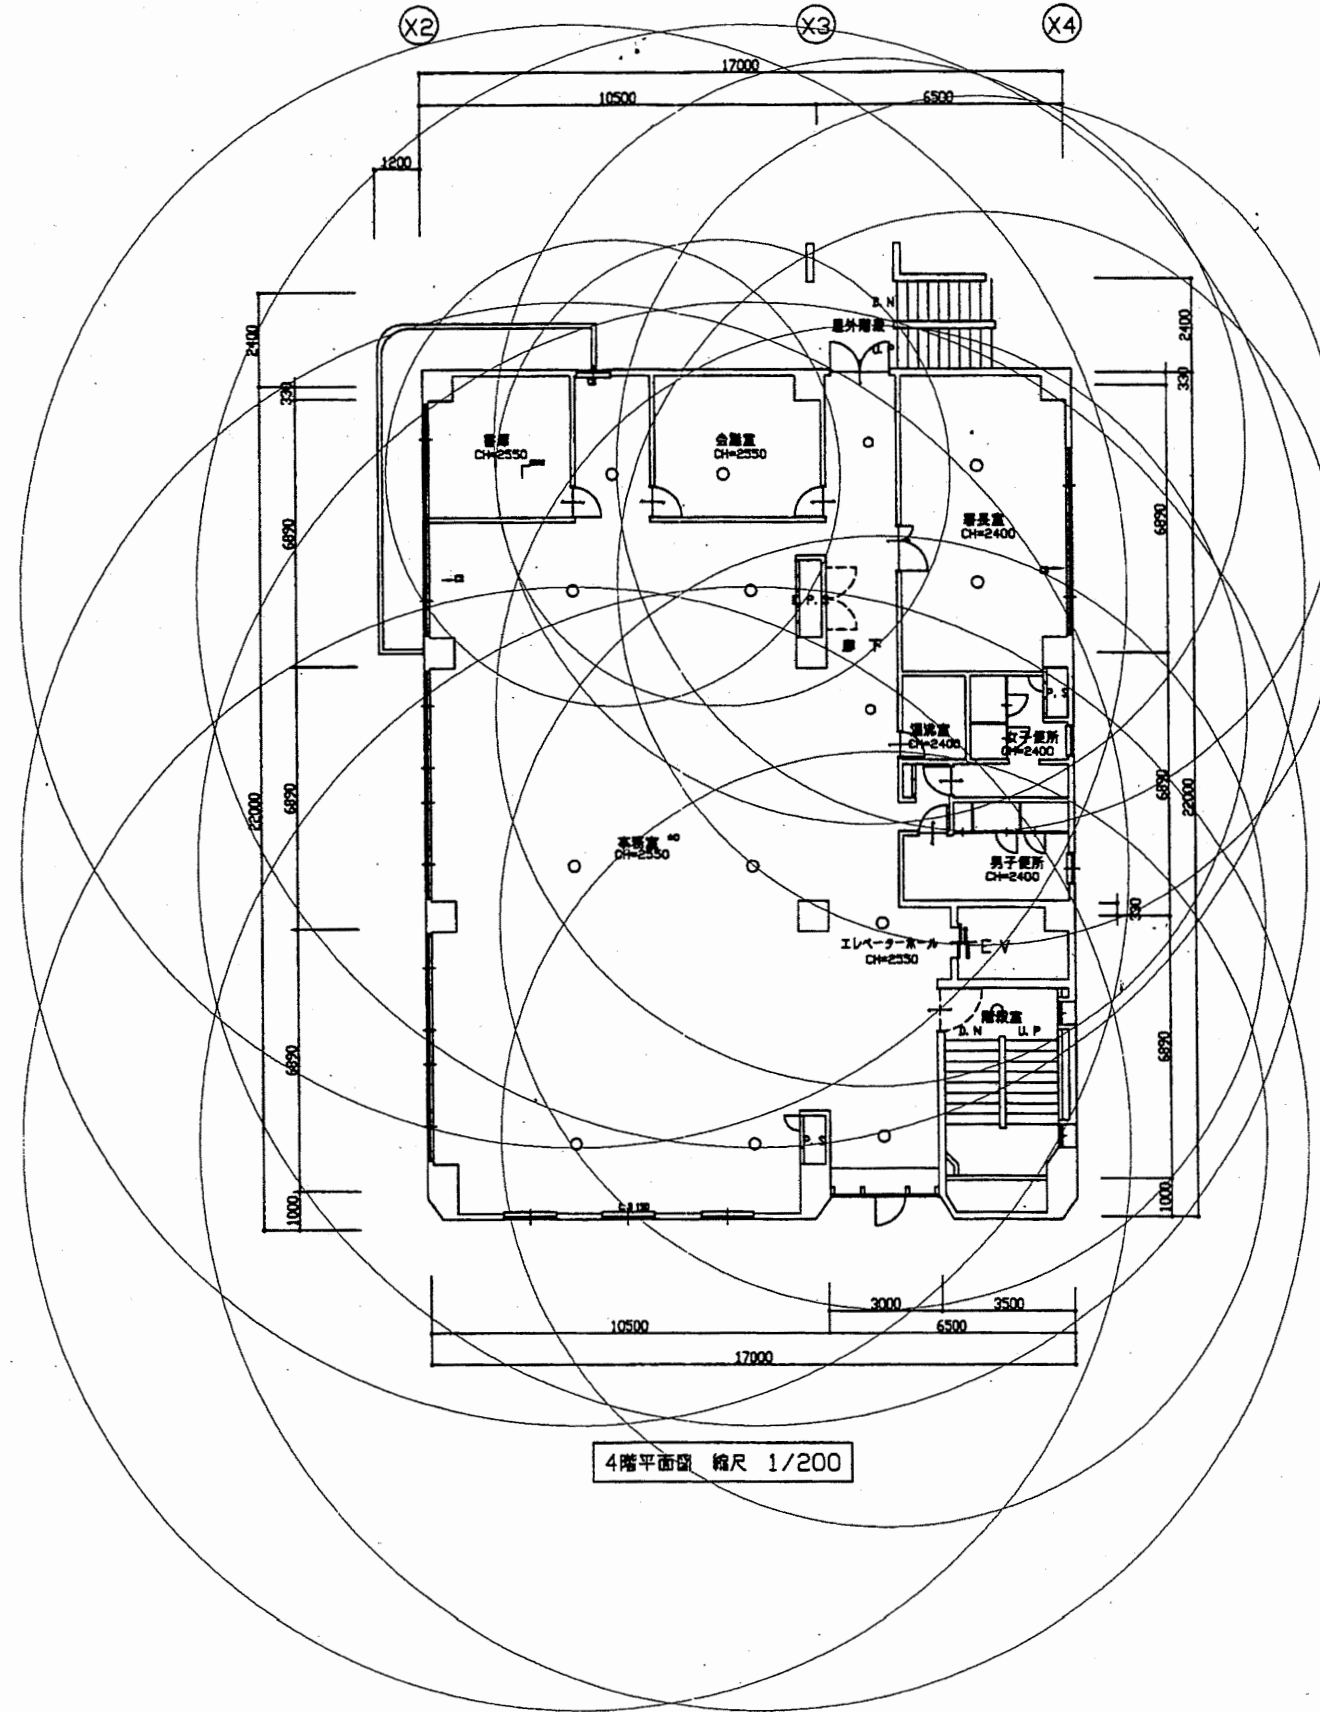 X2
X3
X4
17000
10500
6500
1200
2400
330
6890
6890
22000
6890
1000
2400
330
6890
6890
22000
330
6890
1000
D.N
屋外階段
U.P
書庫
CH=2550
会議室
CH=2550
署長室
CH=2400
廊下
P.S
湯沸室
CH=2400
女子便所
CH=2400
事務室
CH=2550
男子便所
CH=2400
エレベーターホール
CH=2550
EV
階段室
D.N
U.P
P.S
3000
3500
10500
6500
17000
4階平面図 縮尺 1/200